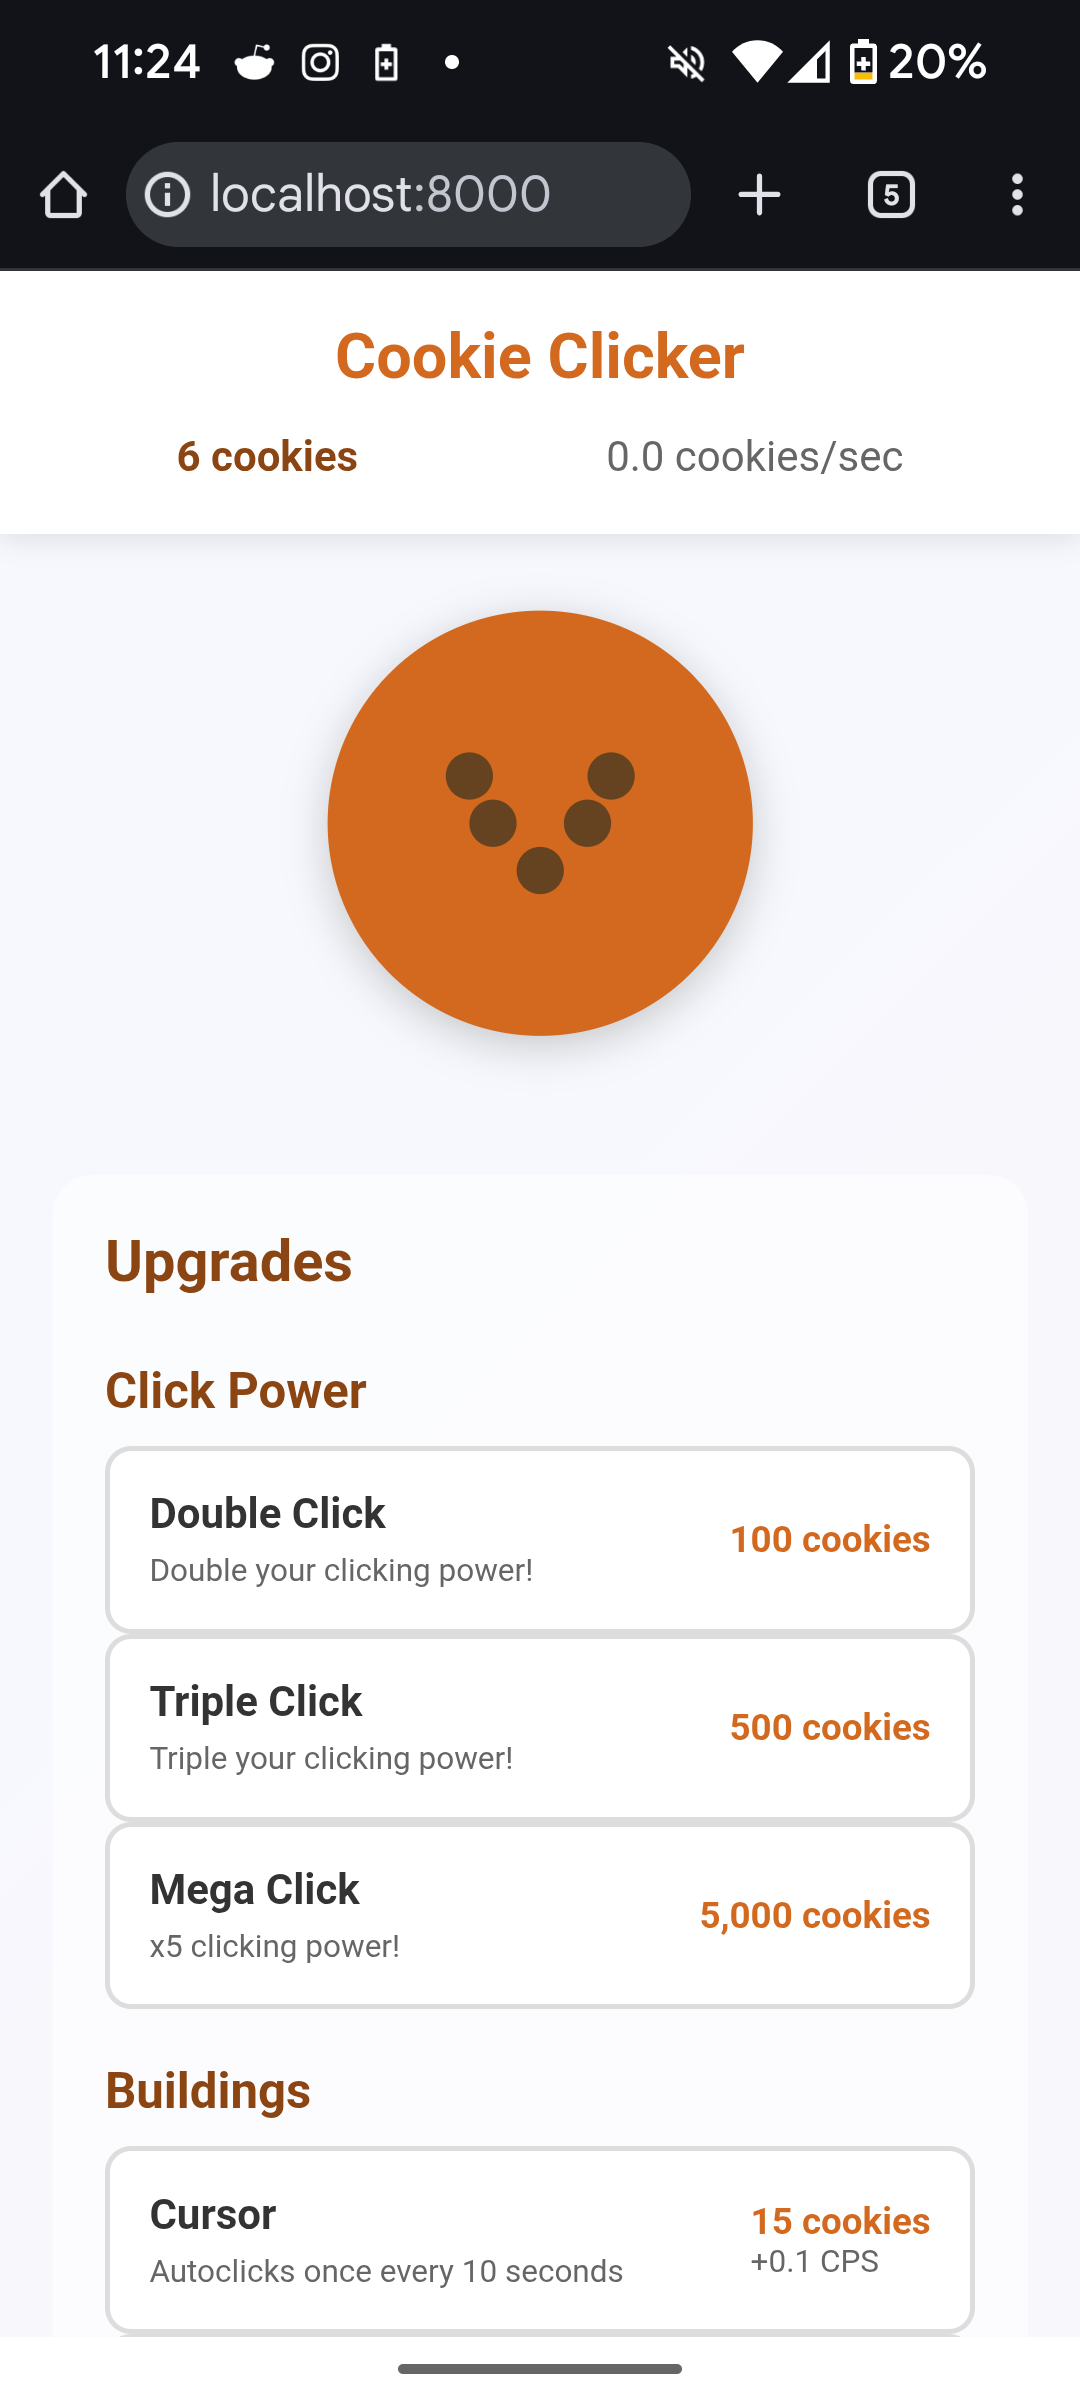 11:24
20%
localhost:8000
5
Cookie Clicker
6 cookies
0.0 cookies/sec
Upgrades
Click Power
Double Click
Double your clicking power!
100 cookies
Triple Click
Triple your clicking power!
500 cookies
Mega Click
x5 clicking power!
5,000 cookies
Buildings
Cursor
Autoclicks once every 10 seconds
15 cookies
+0.1 CPS